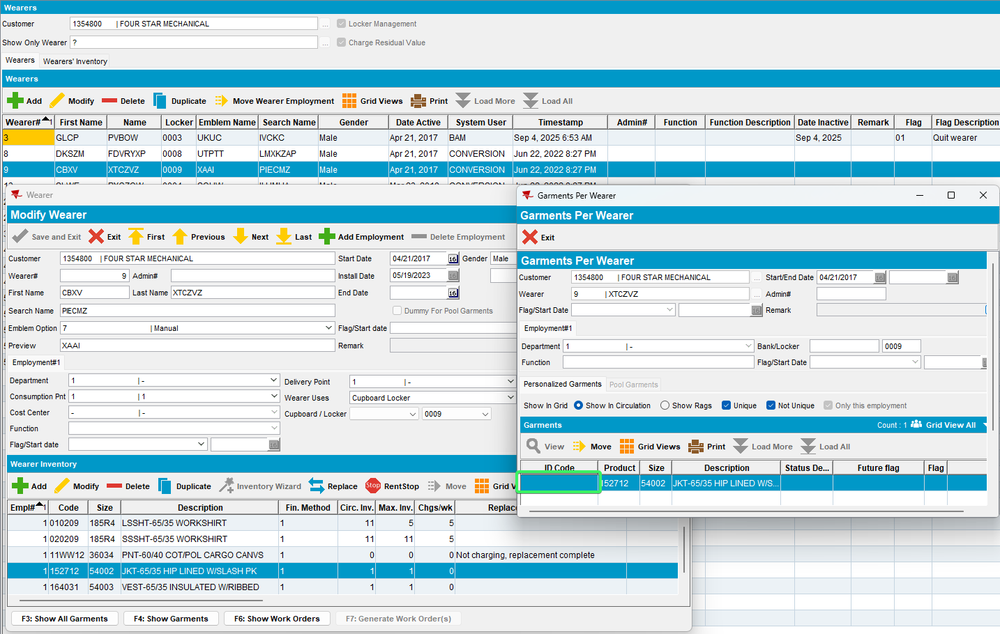 Wearers
Customer 1354800 | FOUR STAR MECHANICAL ... Locker Management
Show Only Wearer ? ... Charge Residual Value
Wearers Wearers' Inventory
Wearers
Add Modify Delete Duplicate Move Wearer Employment Grid Views Print Load More Load All
Wearer# 1 First Name Name Locker Emblem Name Search Name Gender Date Active System User Timestamp Admin# Function Function Description Date Inactive Remark Flag Flag Description
3 GLCP PVBOW 0003 UKUC IVCKC Male Apr 21, 2017 BAM Sep 4, 2025 6:53 AM Sep 4, 2025 01 Quit wearer
8 DKSZM FDVRYXP 0008 UTPTT LMXKZAP Male Apr 21, 2017 CONVERSION Jun 22, 2022 8:27 PM
9 CBXV XTCZVZ 0009 XAAI PIECMZ Male Apr 21, 2017 CONVERSION Jun 22, 2022 8:27 PM
Wearer
Modify Wearer
Save and Exit Exit First Previous Next Last Add Employment Delete Employment
Customer 1354800 | FOUR STAR MECHANICAL Start Date 04/21/2017 16 Gender Male
Wearer# 9 Admin# Install Date 05/19/2023 16
First Name CBXV Last Name XTCZVZ End Date 16
Search Name PIECMZ Dummy For Pool Garments
Emblem Option 7 | Manual Flag/Start date
Preview XAAI Remark
Employment#1
Department 1 | - Delivery Point 1 | -
Consumption Pnt 1 | 1 Wearer Uses Cupboard Locker
Cost Center - | - Cupboard / Locker 0009
Function
Flag/Start date 16
Wearer Inventory
Add Modify Delete Duplicate Inventory Wizard Replace Stop RentStop Move
Empl# 1 Code Size Description Fin. Method Circ. Inv. Max. Inv. Chgs/wk
1 010209 185R4 LSSHT-65/35 WORKSHIRT 1 11 5 5
1 020209 185R4 SSSHT-65/35 WORKSHIRT 1 11 11 5
1 11WW12 36034 PNT-60/40 COT/POL CARGO CANVS 1 0 0 0 Not charging, replacement complete
1 152712 54002 JKT-65/35 HIP LINED W/SLASH PK 1 1 1 0
1 164031 54003 VEST-65/35 INSULATED W/RIBBED 1 1 1 0
F3: Show All Garments F4: Show Garments F6: Show Work Orders F7: Generate Work Order(s)
Garments Per Wearer
Garments Per Wearer
Exit
Garments Per Wearer
Customer 1354800 | FOUR STAR MECHANICAL ... Start/End Date 04/21/2017 16 16
Wearer 9 | XTCZVZ ... Admin#
Flag/Start Date 16 Remark
Employment#1
Department 1 | - Bank/Locker 0009
Function Flag/Start Date
Personalized Garments Pool Garments
Show In Grid Show In Circulation Show Rags Unique Not Unique Only this employment
Garments Count : 1 Grid View All
View Move Grid Views Print Load More Load All
ID Code Product Size Description Status De... Future flag Flag
152712 54002 JKT-65/35 HIP LINED W/S...